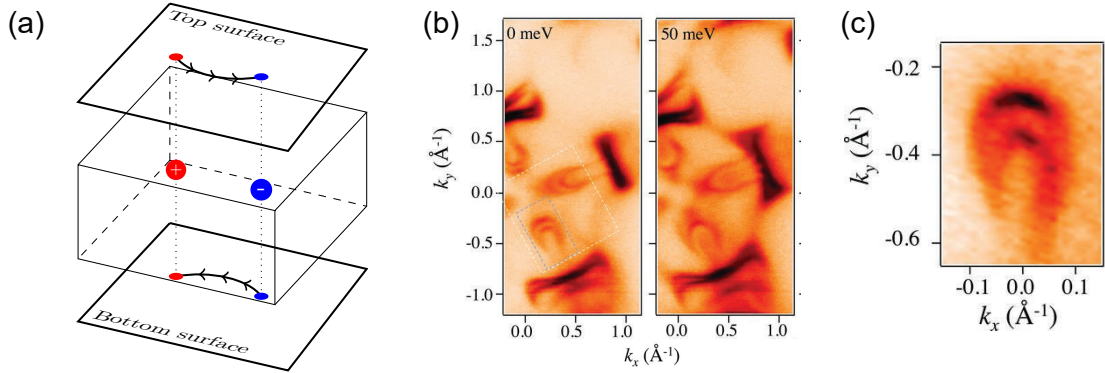 (a)
Top surface
+
-
Bottom surface
(b)
0 meV
50 meV
1.5
1.0
0.5
0.0
-0.5
-1.0
k_y (Å⁻¹)
0.0 0.5 1.0
0.0 0.5 1.0
k_x (Å⁻¹)
(c)
-0.2
-0.4
-0.6
k_y (Å⁻¹)
-0.1 0.0 0.1
k_x (Å⁻¹)